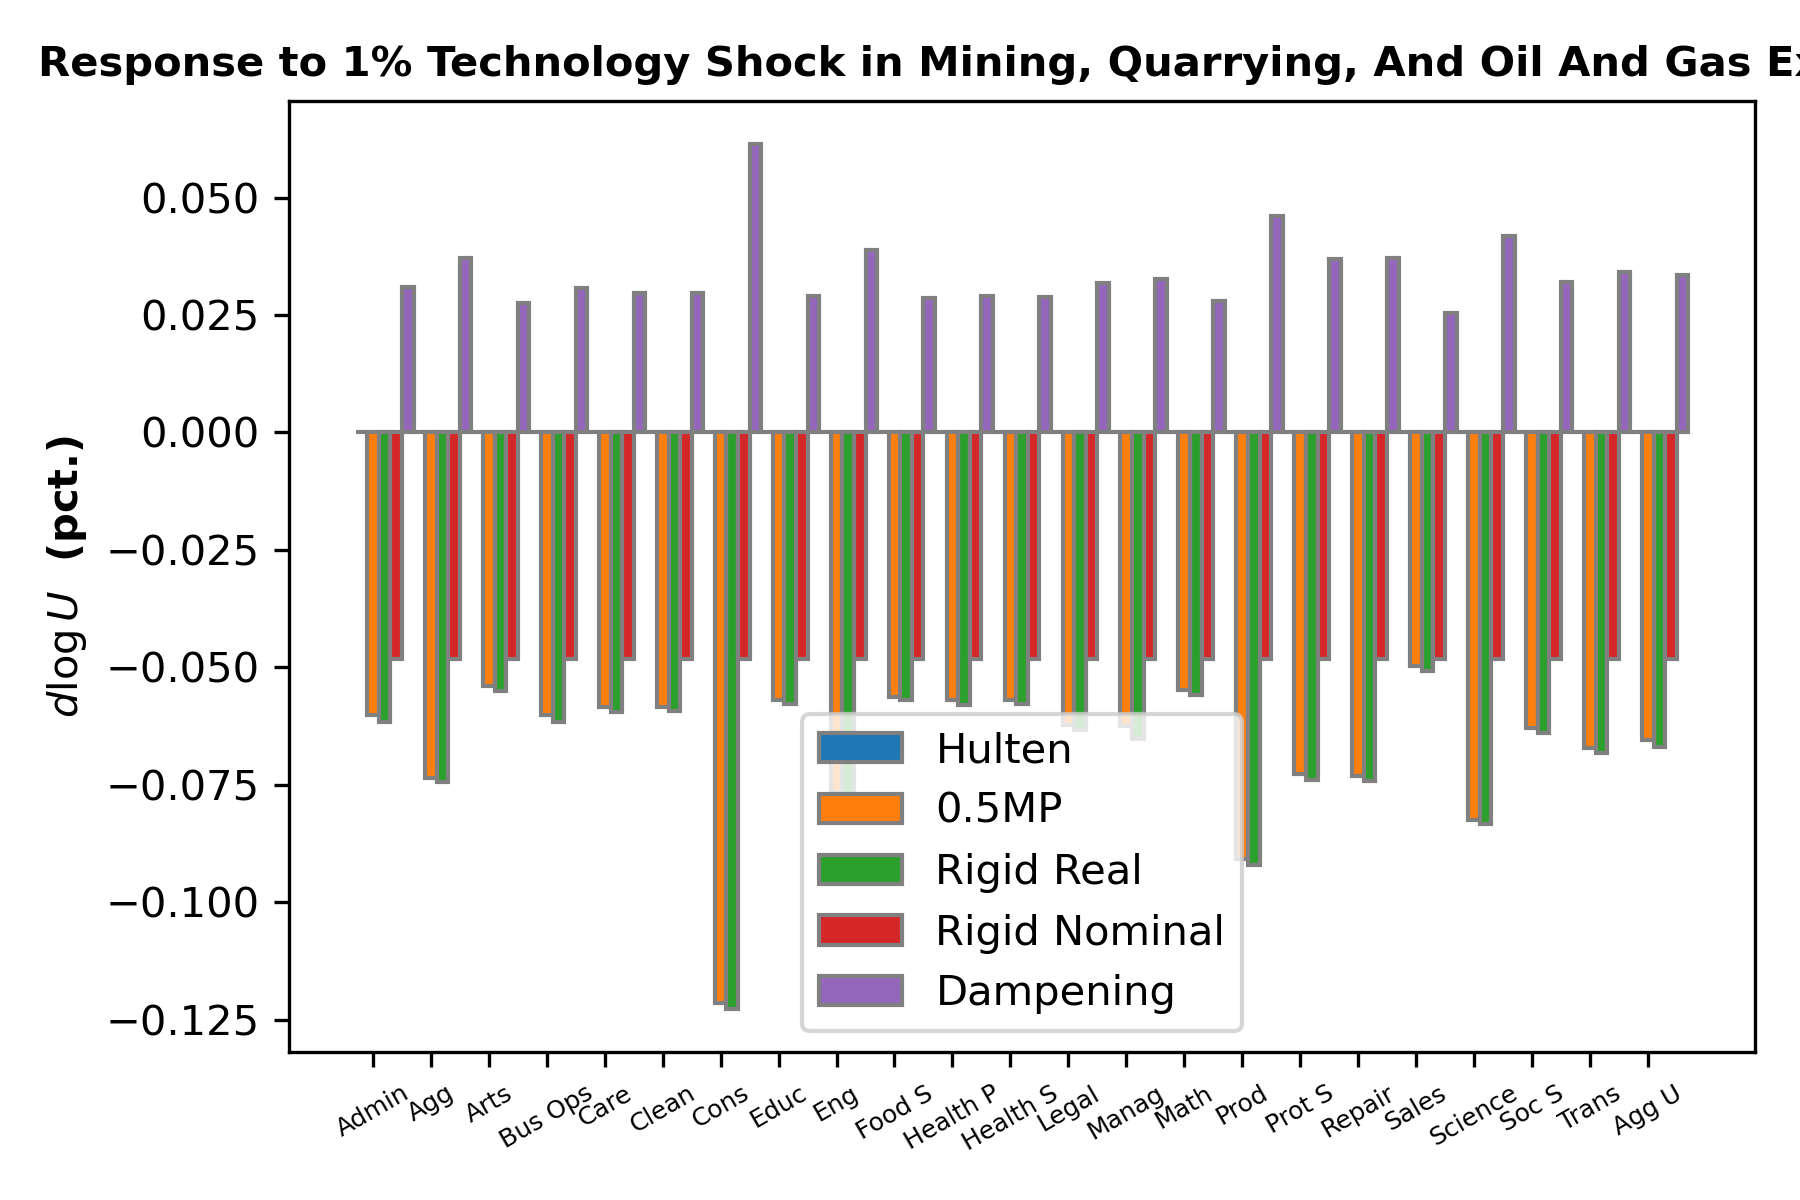 Response to 1% Technology Shock in Mining, Quarrying, And Oil And Gas
dlog U (pct.)
0.050
0.025
0.000
−0.025
−0.050
−0.075
−0.100
−0.125
Hulten
0.5MP
Rigid Real
Rigid Nominal
Dampening
Admin
Agg
Arts
Bus Ops
Care
Clean
Cons
Educ
Eng
Food S
Health P
Health S
Legal
Manag
Math
Prod
Prot S
Repair
Sales
Science
Soc S
Trans
Agg U